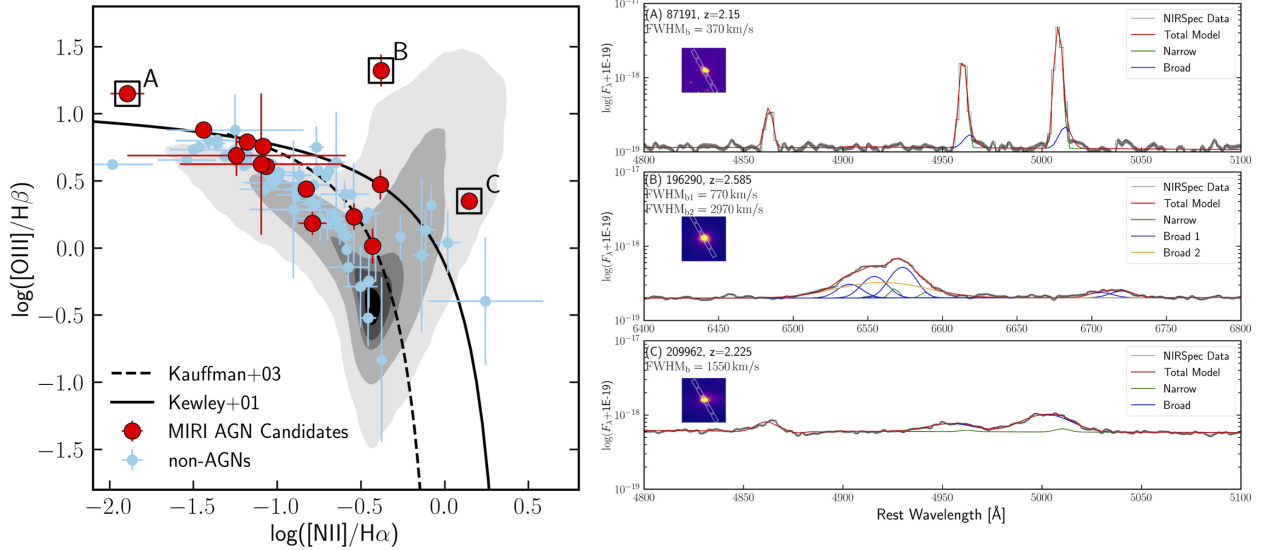 A
B
C
1.5
1.0
0.5
0.0
−0.5
−1.0
−1.5
log([OIII]/Hβ)
Kauffman+03
Kewley+01
MIRI AGN Candidates
non-AGNs
−2.0 −1.5 −1.0 −0.5 0.0 0.5
log([NII]/Hα)
(A) 87191, z=2.15
FWHM_b = 370 km/s
NIRSpec Data
Total Model
Narrow
Broad
10⁻¹⁸
10⁻¹⁹
log(F_λ+1E-19)
4800 4850 4900 4950 5000 5050 5100
10⁻¹⁷
(B) 196290, z=2.585
FWHM_b1 = 770 km/s
FWHM_b2 = 2970 km/s
NIRSpec Data
Total Model
Narrow
Broad 1
Broad 2
10⁻¹⁸
10⁻¹⁹
log(F_λ+1E-19)
6400 6450 6500 6550 6600 6650 6700 6750 6800
10⁻¹⁷
(C) 209962, z=2.225
FWHM_b = 1550 km/s
NIRSpec Data
Total Model
Narrow
Broad
10⁻¹⁸
10⁻¹⁹
log(F_λ+1E-19)
4800 4850 4900 4950 5000 5050 5100
Rest Wavelength [Å]